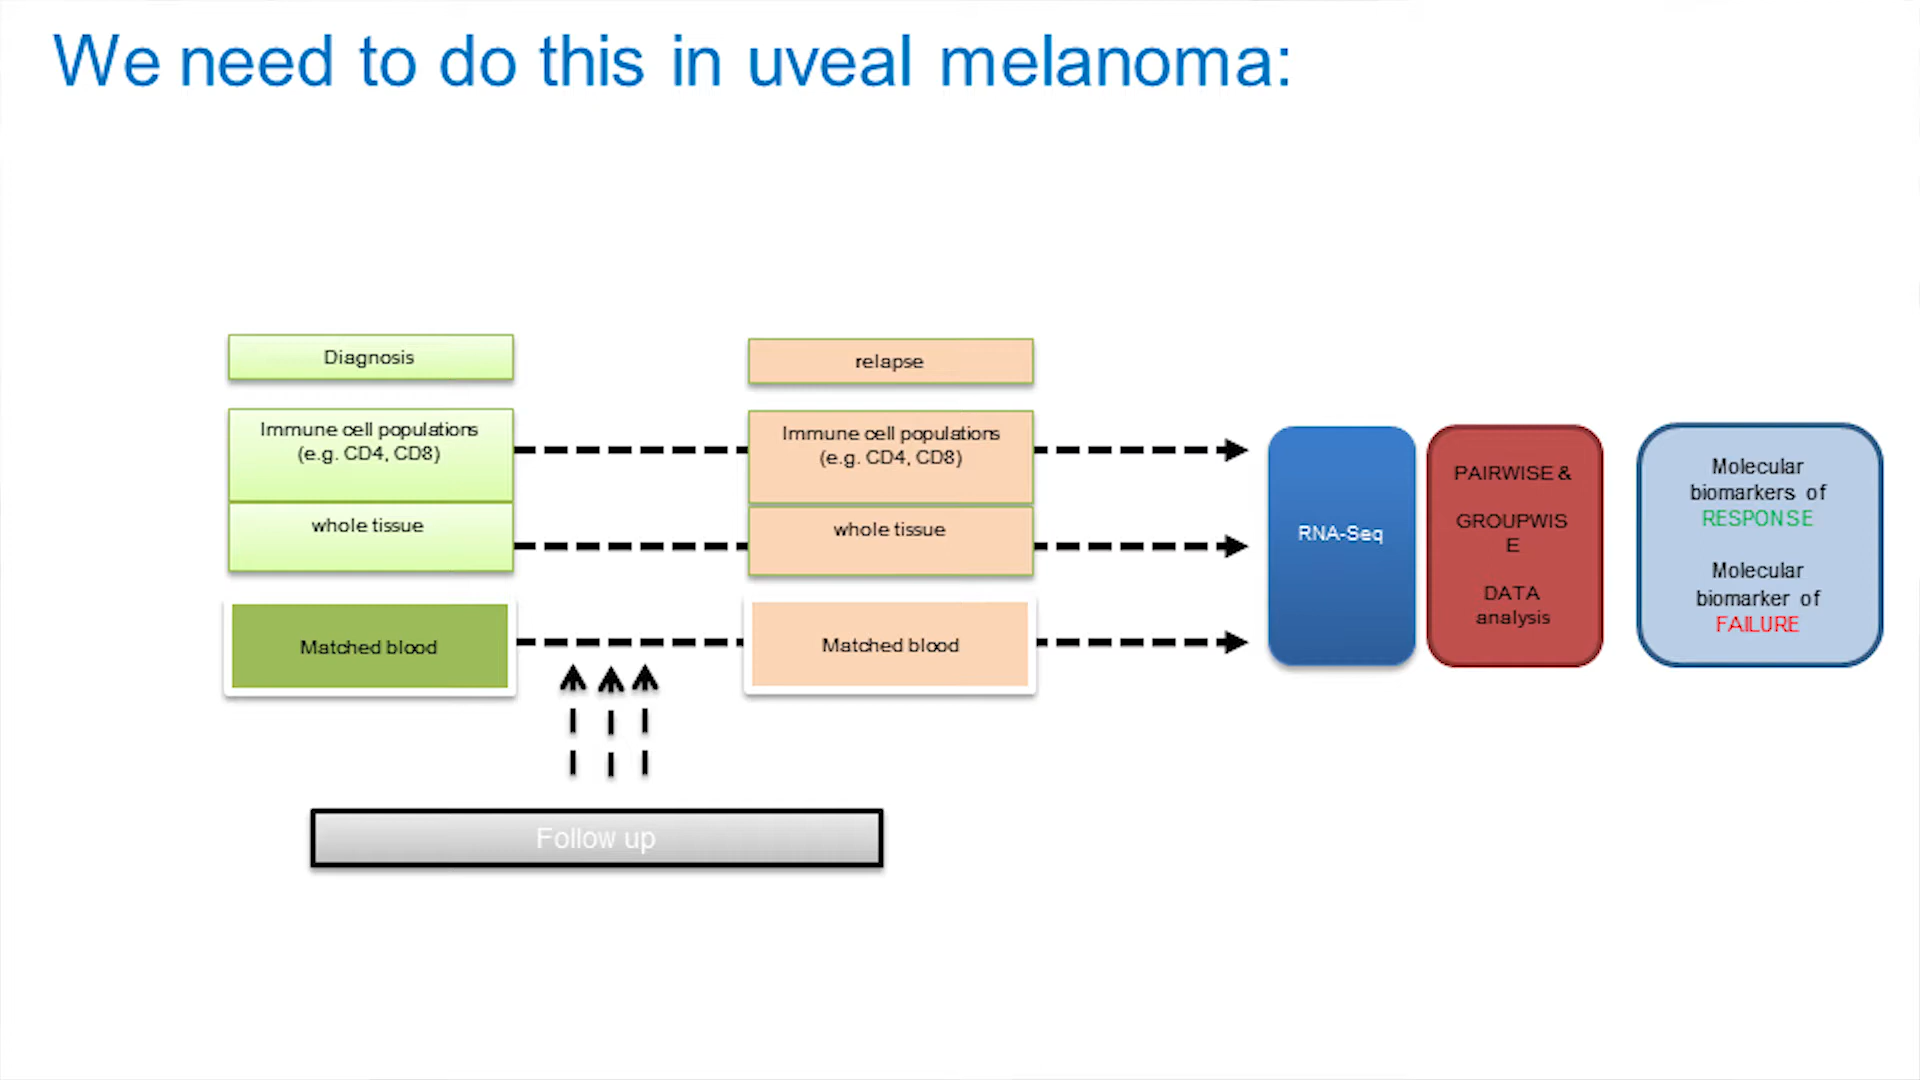 We need to do this in uveal melanoma:
Diagnosis
Immune cell populations
(e.g. CD4, CD8)
whole tissue
Matched blood
relapse
Immune cell populations
(e.g. CD4, CD8)
whole tissue
Matched blood
Follow up
RNA-Seq
PAIRWISE &
GROUPWIS
E
DATA
analysis
Molecular
biomarkers of
RESPONSE
Molecular
biomarker of
FAILURE